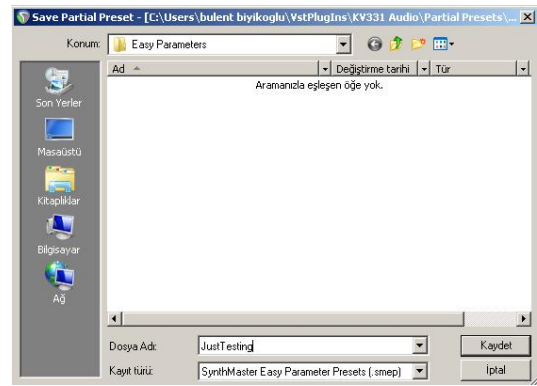 Save Partial Preset - [C:\Users\bulent biyikoglu\VstPlugIns\KV331 Audio\Partial Presets\...
Konum: Easy Parameters
Ad Değiştirme tarihi Tür
Aramanızla eşleşen öğe yok.
Son Yerler
Masaüstü
Kitaplıklar
Bilgisayar
Ağ
Dosya Adı: JustTesting Kaydet
Kayıt türü: SynthMaster Easy Parameter Presets (.smep) İptal